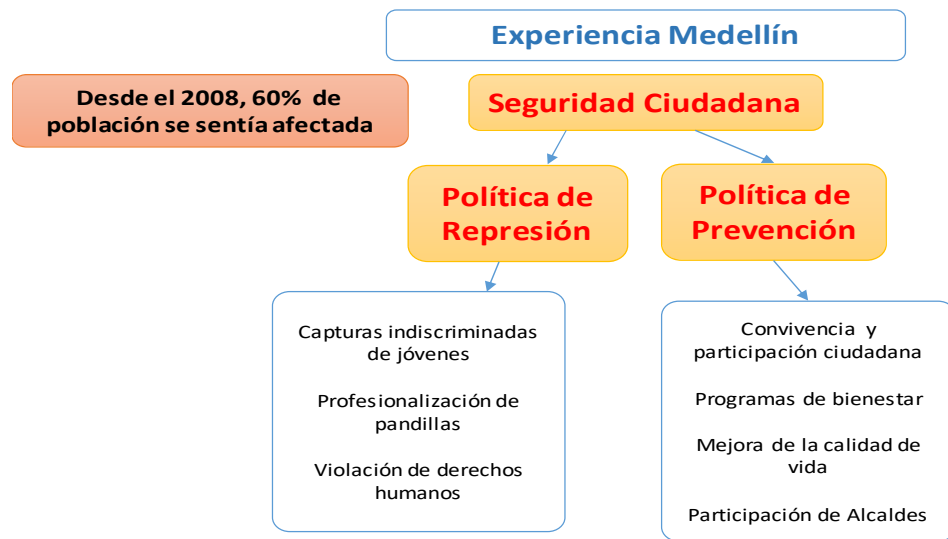 Experiencia Medellín
Desde el 2008, 60% de
población se sentía afectada
Seguridad Ciudadana
Política de
Represión
Política de
Prevención
Capturas indiscriminadas
de jóvenes
Profesionalización de
pandillas
Violación de derechos
humanos
Convivencia y
participación ciudadana
Programas de bienestar
Mejora de la calidad de
vida
Participación de Alcaldes